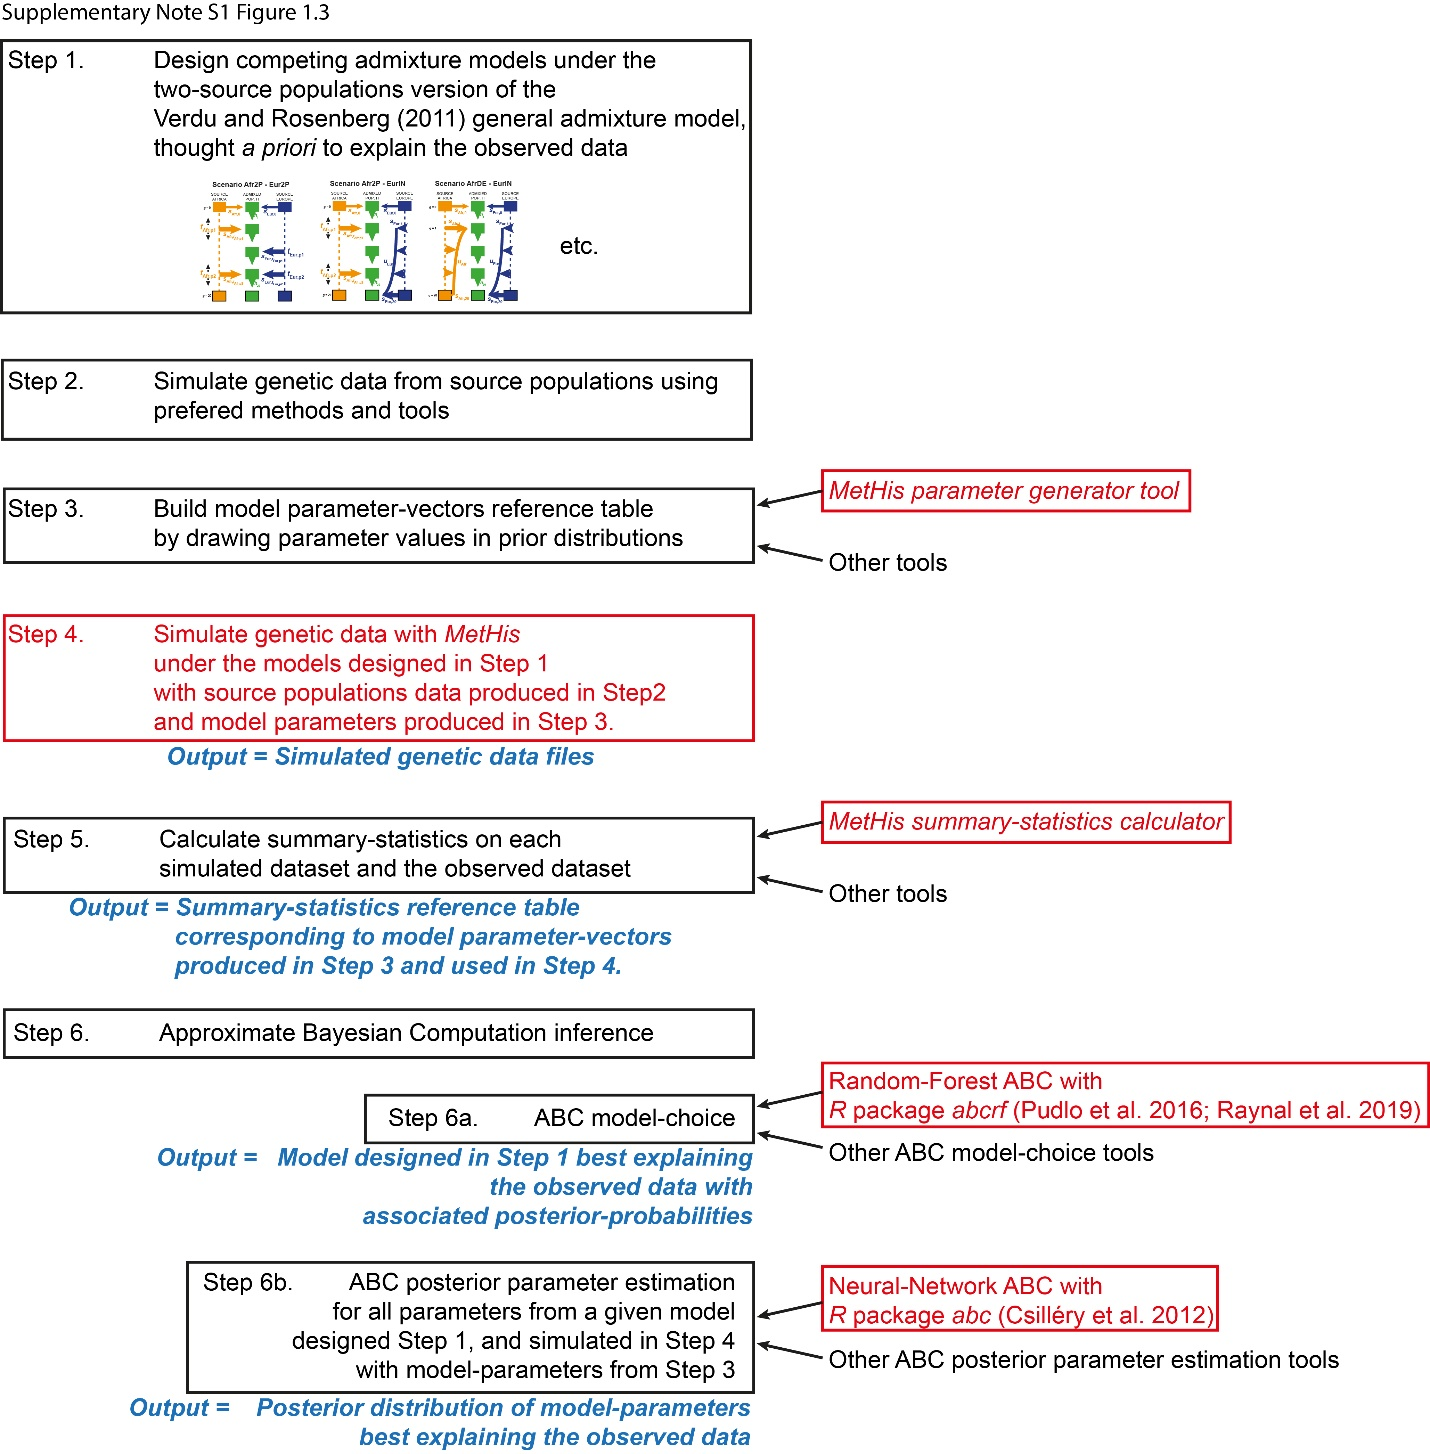 Supplementary Note S1 Figure 1.3
Step 1. Design competing admixture models under the
two-source populations version of the
Verdu and Rosenberg (2011) general admixture model,
thought a priori to explain the observed data
Scenario Afr2P - Eur2P Scenario Afr2P - EurIN Scenario AfrDE - EurIN
etc.
Step 2. Simulate genetic data from source populations using
prefered methods and tools
Step 3. Build model parameter-vectors reference table
by drawing parameter values in prior distributions
MetHis parameter generator tool
Other tools
Step 4. Simulate genetic data with MetHis
under the models designed in Step 1
with source populations data produced in Step2
and model parameters produced in Step 3.
Output = Simulated genetic data files
Step 5. Calculate summary-statistics on each
simulated dataset and the observed dataset
MetHis summary-statistics calculator
Other tools
Output = Summary-statistics reference table
corresponding to model parameter-vectors
produced in Step 3 and used in Step 4.
Step 6. Approximate Bayesian Computation inference
Step 6a. ABC model-choice
Random-Forest ABC with
R package abcrf (Pudlo et al. 2016; Raynal et al. 2019)
Other ABC model-choice tools
Output = Model designed in Step 1 best explaining
the observed data with
associated posterior-probabilities
Step 6b. ABC posterior parameter estimation
for all parameters from a given model
designed Step 1, and simulated in Step 4
with model-parameters from Step 3
Neural-Network ABC with
R package abc (Csilléry et al. 2012)
Other ABC posterior parameter estimation tools
Output = Posterior distribution of model-parameters
best explaining the observed data